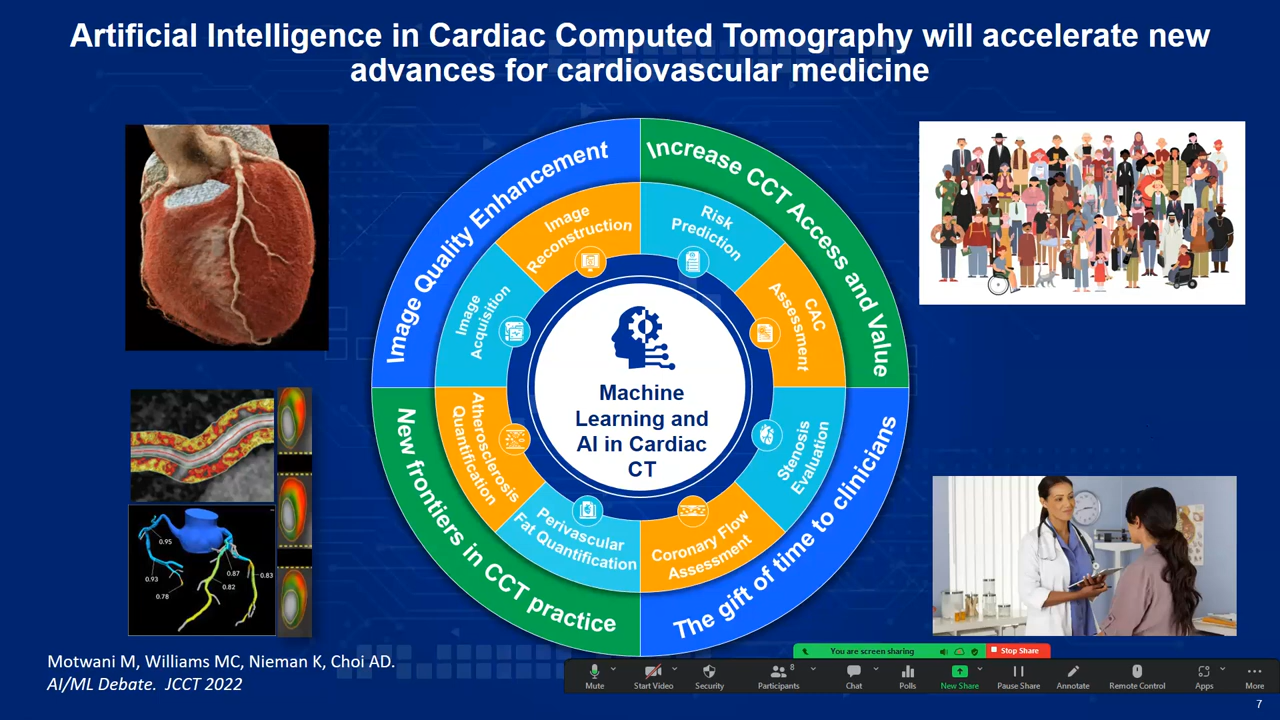 Artificial Intelligence in Cardiac Computed Tomography will accelerate new
advances for cardiovascular medicine
Image Quality Enhancement
Increase CCT Access and Value
New frontiers in CCT practice
The gift of time to clinicians
Image
Reconstruction
Risk
Prediction
CAC
Assessment
Stenosis
Evaluation
Coronary Flow
Assessment
Perivascular
Fat Quantification
Atherosclerosis
Quantification
Image
Acquisition
Machine
Learning and
AI in Cardiac
CT
0.95
0.93
0.78
0.87
0.82
0.83
Motwani M, Williams MC, Nieman K, Choi AD.
AI/ML Debate. JCCT 2022
You are screen sharing
Stop Share
Mute
Start Video
Security
Participants
8
Chat
Polls
New Share
Pause Share
Annotate
Remote Control
Apps
More
7